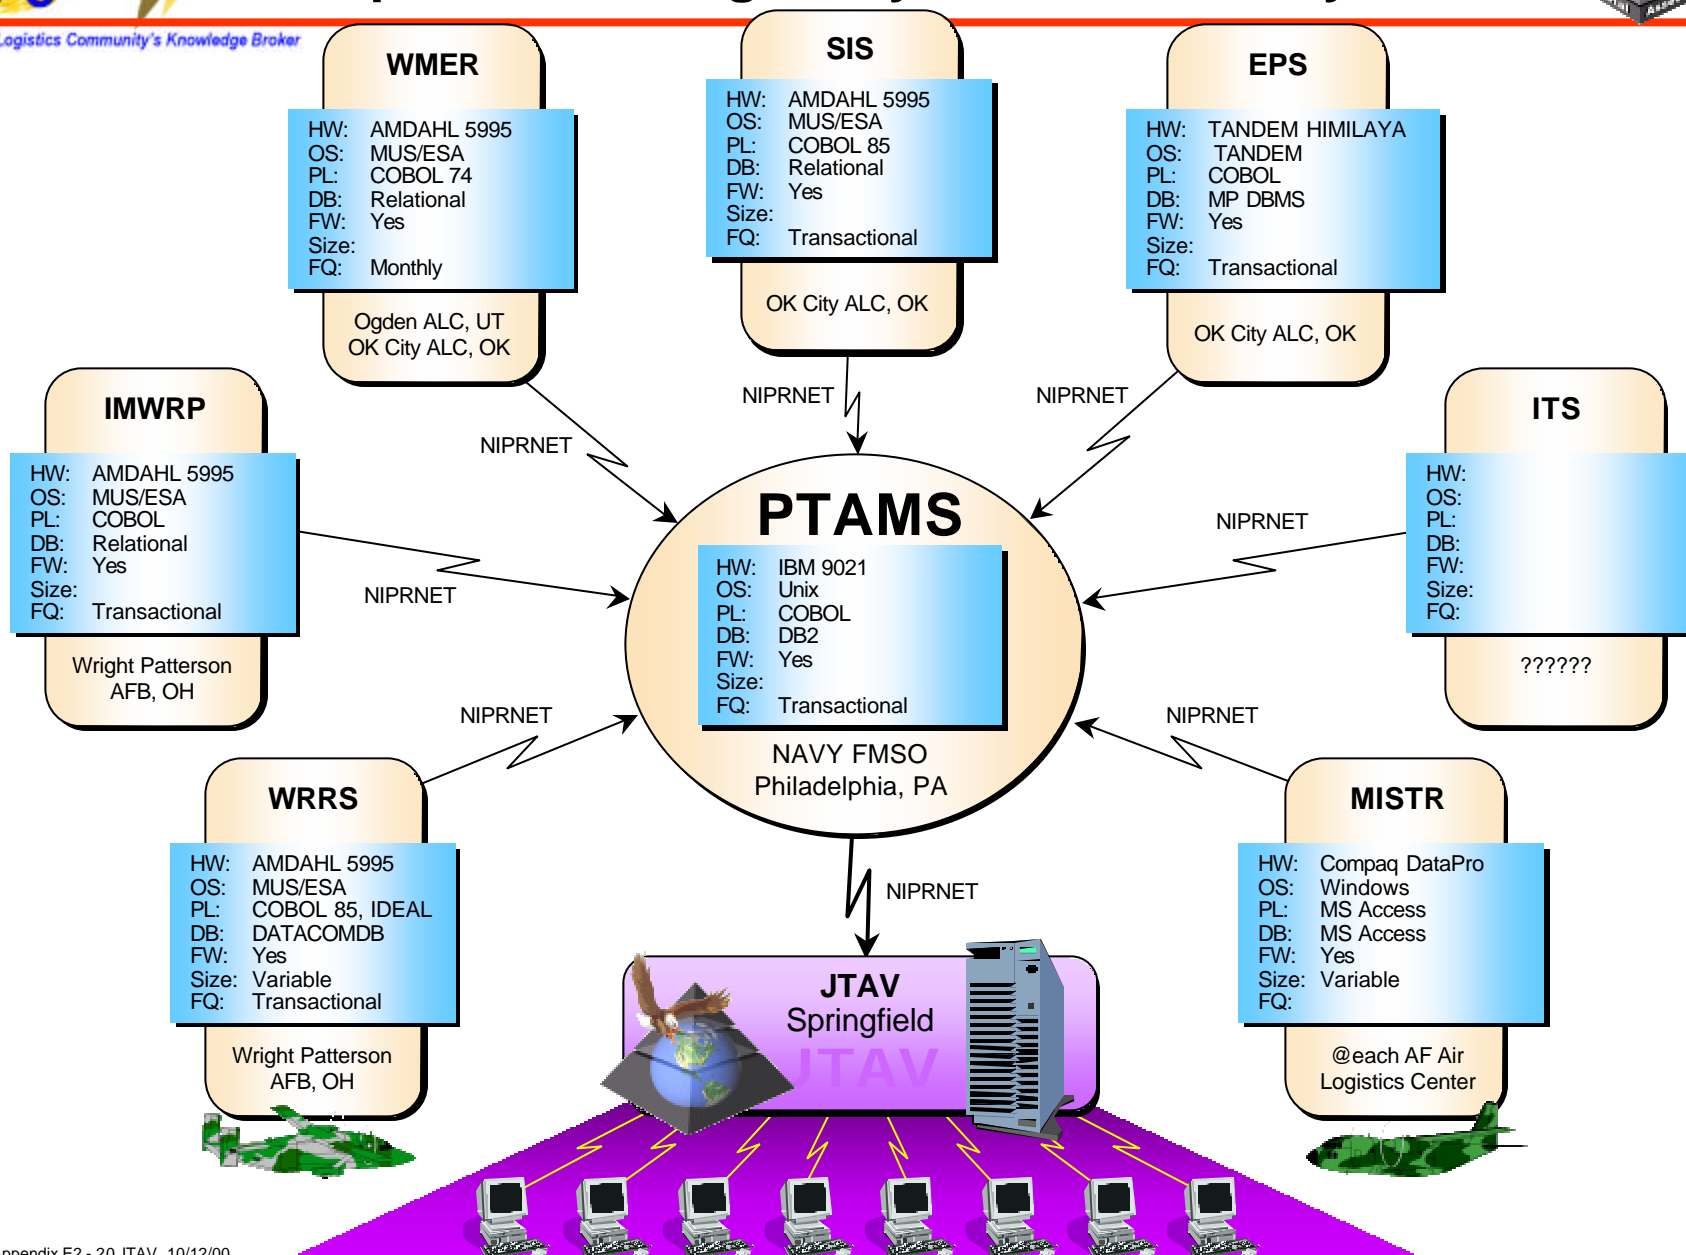 Logistics Community's Knowledge Broker
WMER
HW: AMDAHL 5995
OS: MUS/ESA
PL: COBOL 74
DB: Relational
FW: Yes
Size:
FQ: Monthly
Ogden ALC, UT
OK City ALC, OK
SIS
HW: AMDAHL 5995
OS: MUS/ESA
PL: COBOL 85
DB: Relational
FW: Yes
Size:
FQ: Transactional
OK City ALC, OK
EPS
HW: TANDEM HIMILAYA
OS: TANDEM
PL: COBOL
DB: MP DBMS
FW: Yes
Size:
FQ: Transactional
OK City ALC, OK
IMWRP
HW: AMDAHL 5995
OS: MUS/ESA
PL: COBOL
DB: Relational
FW: Yes
Size:
FQ: Transactional
Wright Patterson
AFB, OH
NIPRNET
NIPRNET
NIPRNET
NIPRNET
NIPRNET
ITS
HW:
OS:
PL:
DB:
FW:
Size:
FQ:
??????
PTAMS
HW: IBM 9021
OS: Unix
PL: COBOL
DB: DB2
FW: Yes
Size:
FQ: Transactional
NAVY FMSO
Philadelphia, PA
NIPRNET
NIPRNET
WRRS
HW: AMDAHL 5995
OS: MUS/ESA
PL: COBOL 85, IDEAL
DB: DATACOMDB
FW: Yes
Size: Variable
FQ: Transactional
Wright Patterson
AFB, OH
MISTR
HW: Compaq DataPro
OS: Windows
PL: MS Access
DB: MS Access
FW: Yes
Size: Variable
FQ:
@each AF Air
Logistics Center
NIPRNET
JTAV
Springfield
JTAV
Appendix E2 - 20 JTAV 10/12/00